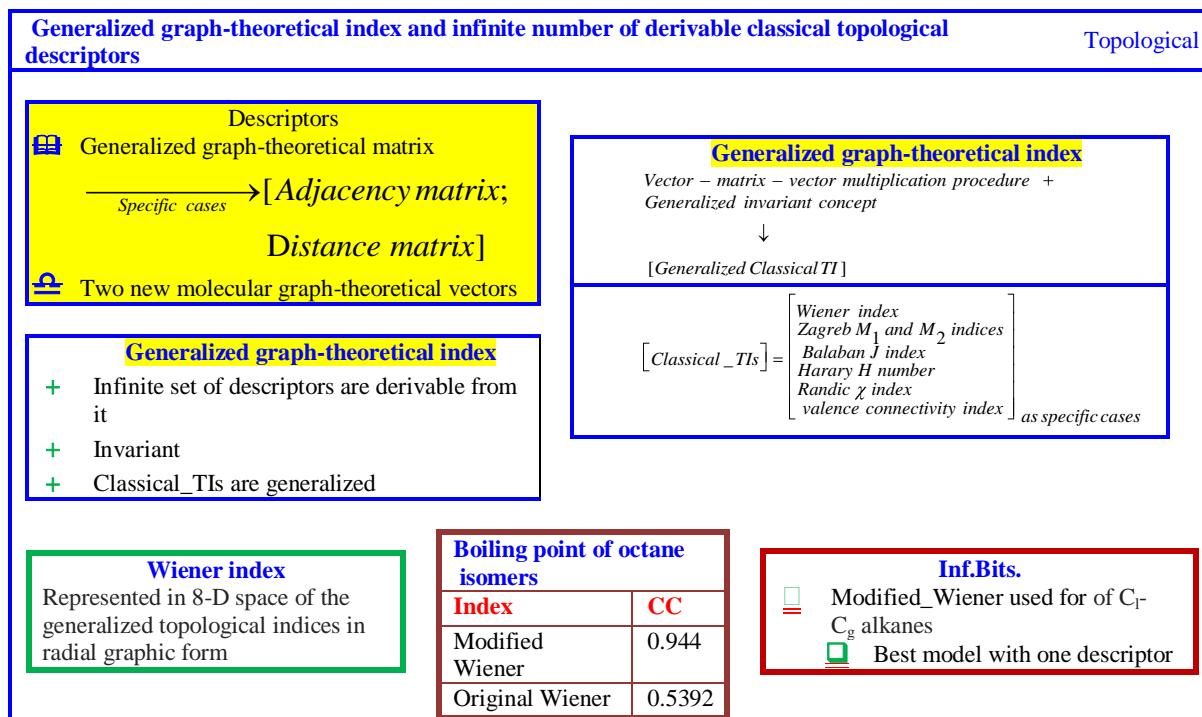 Generalized graph-theoretical index and infinite number of derivable classical topological
descriptors
Topological
Descriptors
Generalized graph-theoretical matrix
Specific cases → [Adjacency matrix;
Distance matrix]
Two new molecular graph-theoretical vectors
Generalized graph-theoretical index
Vector – matrix – vector multiplication procedure +
Generalized invariant concept
↓
[Generalized Classical TI]
[Classical _TIs] =
Wiener index
Zagreb M1 and M2 indices
Balaban J index
Harary H number
Randic χ index
valence connectivity index
as specific cases
Generalized graph-theoretical index
+ Infinite set of descriptors are derivable from
it
+ Invariant
+ Classical_TIs are generalized
Wiener index
Represented in 8-D space of the
generalized topological indices in
radial graphic form
Boiling point of octane
isomers
Index CC
Modified
Wiener 0.944
Original Wiener 0.5392
Inf.Bits.
Modified_Wiener used for of Cl-
Cg alkanes
Best model with one descriptor